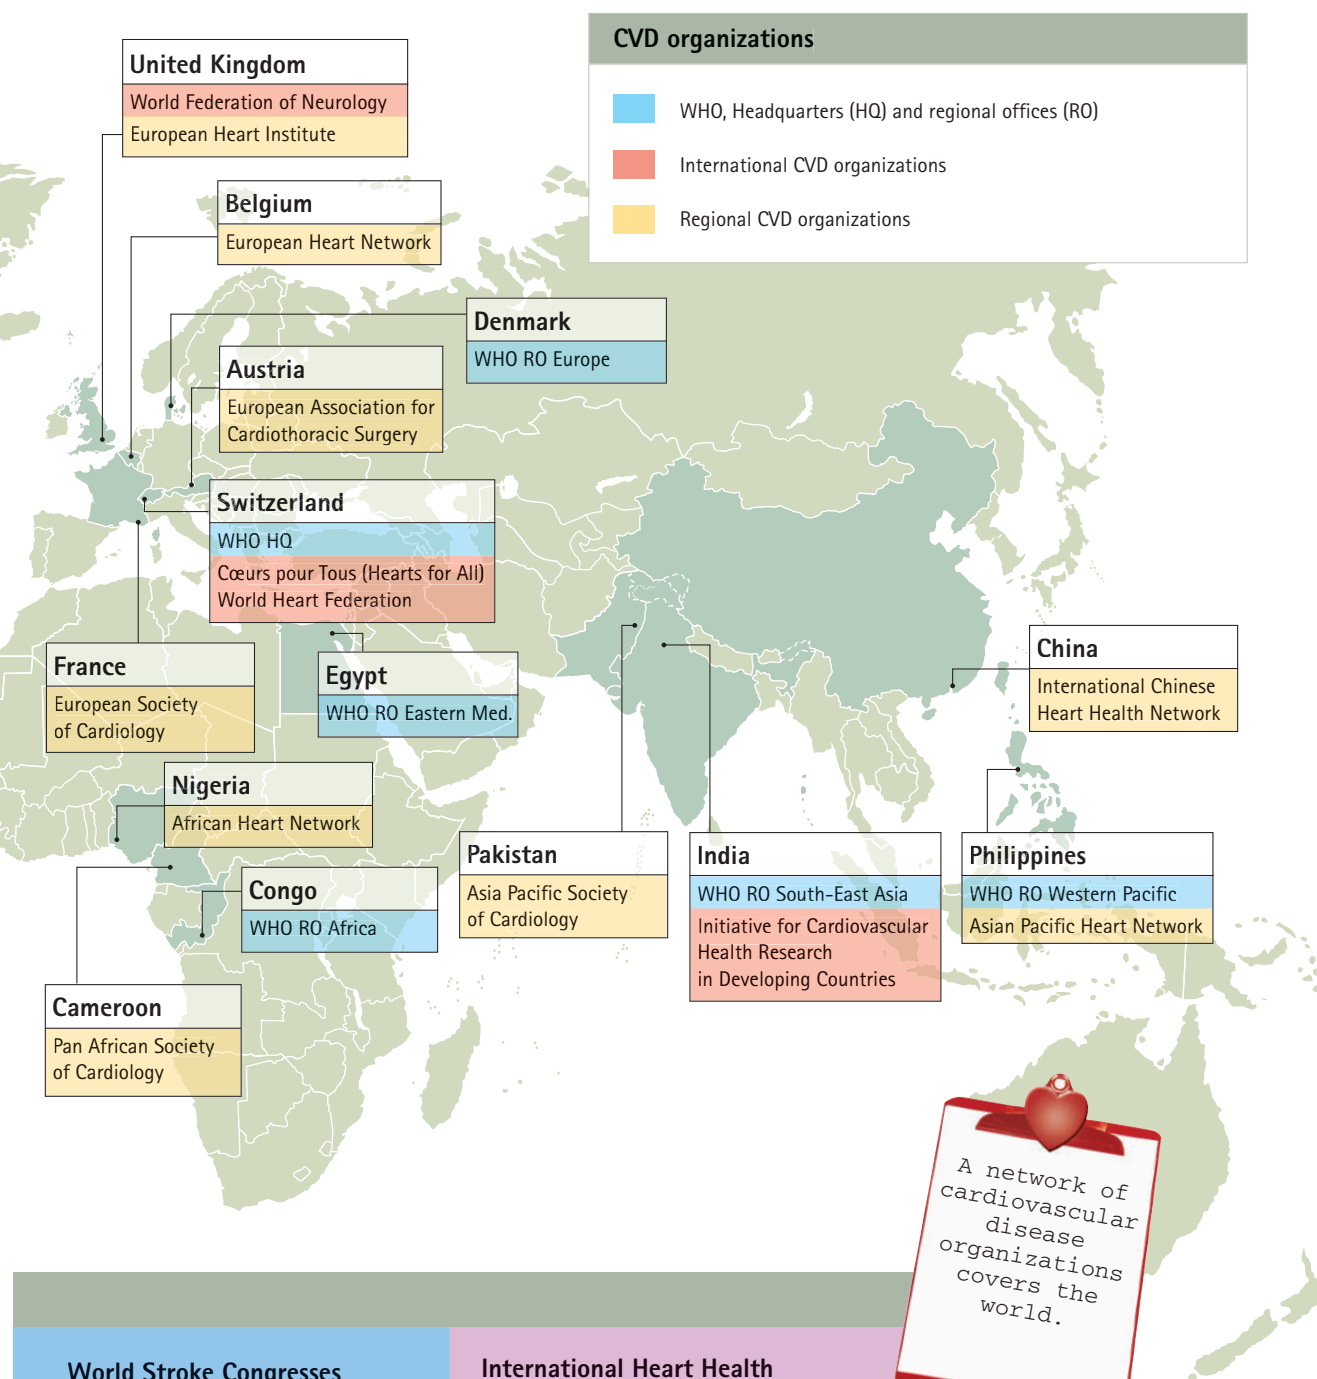 CVD organizations
WHO, Headquarters (HQ) and regional offices (RO)
International CVD organizations
Regional CVD organizations
United Kingdom
World Federation of Neurology
European Heart Institute
Belgium
European Heart Network
Denmark
WHO RO Europe
Austria
European Association for
Cardiothoracic Surgery
Switzerland
WHO HQ
Cœurs pour Tous (Hearts for All)
World Heart Federation
France
European Society
of Cardiology
Egypt
WHO RO Eastern Med.
China
International Chinese
Heart Health Network
Nigeria
African Heart Network
Congo
WHO RO Africa
Pakistan
Asia Pacific Society
of Cardiology
India
WHO RO South-East Asia
Initiative for Cardiovascular
Health Research
in Developing Countries
Philippines
WHO RO Western Pacific
Asian Pacific Heart Network
Cameroon
Pan African Society
of Cardiology
A network of
cardiovascular
disease
organizations
covers the
world.
World Stroke Congresses
International Heart Health